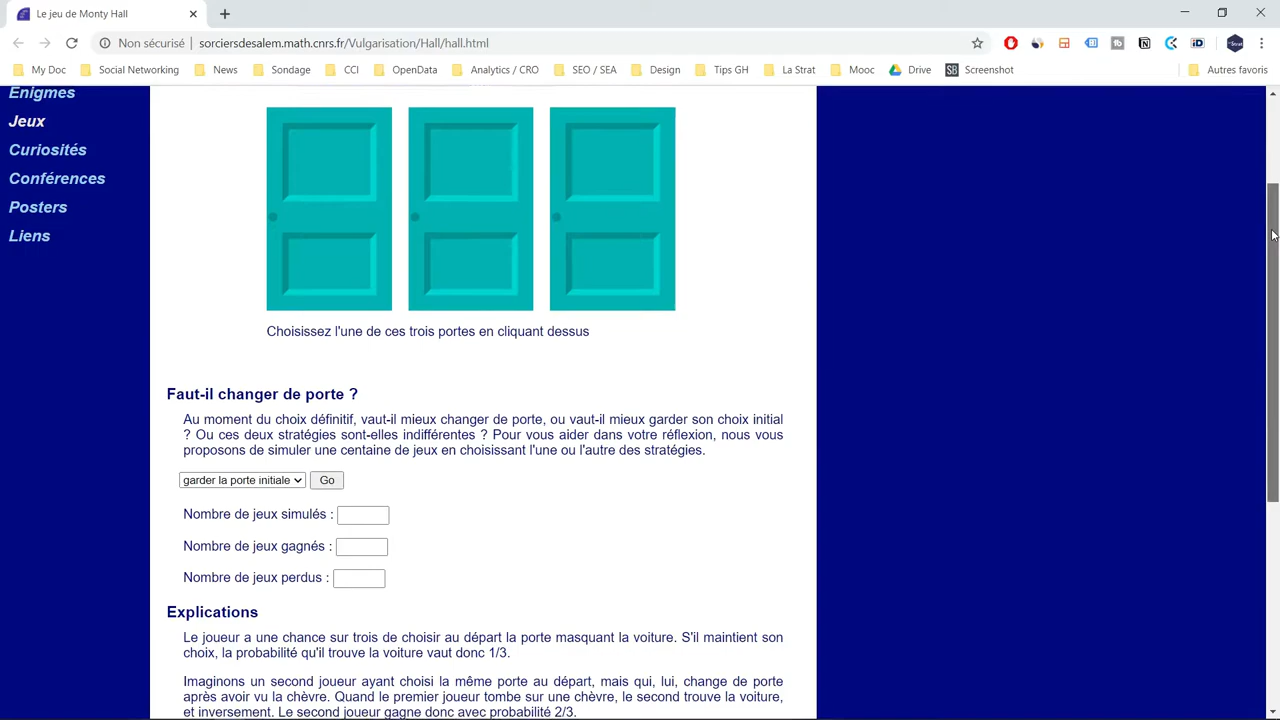 Le jeu de Monty Hall
Non sécurisé
sorciersdesalem.math.cnrs.fr/Vulgarisation/Hall/hall.html
My Doc
Social Networking
News
Sondage
CCI
OpenData
Analytics / CRO
SEO / SEA
Design
Tips GH
La Strat
Mooc
Drive
SB Screenshot
Autres favoris
Enigmes
Jeux
Curiosités
Conférences
Posters
Liens
Choisissez l'une de ces trois portes en cliquant dessus
Faut-il changer de porte ?
Au moment du choix définitif, vaut-il mieux changer de porte, ou vaut-il mieux garder son choix initial
? Ou ces deux stratégies sont-elles indifférentes ? Pour vous aider dans votre réflexion, nous vous
proposons de simuler une centaine de jeux en choisissant l'une ou l'autre des stratégies.
garder la porte initiale Go
Nombre de jeux simulés :
Nombre de jeux gagnés :
Nombre de jeux perdus :
Explications
Le joueur a une chance sur trois de choisir au départ la porte masquant la voiture. S'il maintient son
choix, la probabilité qu'il trouve la voiture vaut donc 1/3.
Imaginons un second joueur ayant choisi la même porte au départ, mais qui, lui, change de porte
après avoir vu la chèvre. Quand le premier joueur tombe sur une chèvre, le second trouve la voiture,
et inversement. Le second joueur gagne donc avec probabilité 2/3.